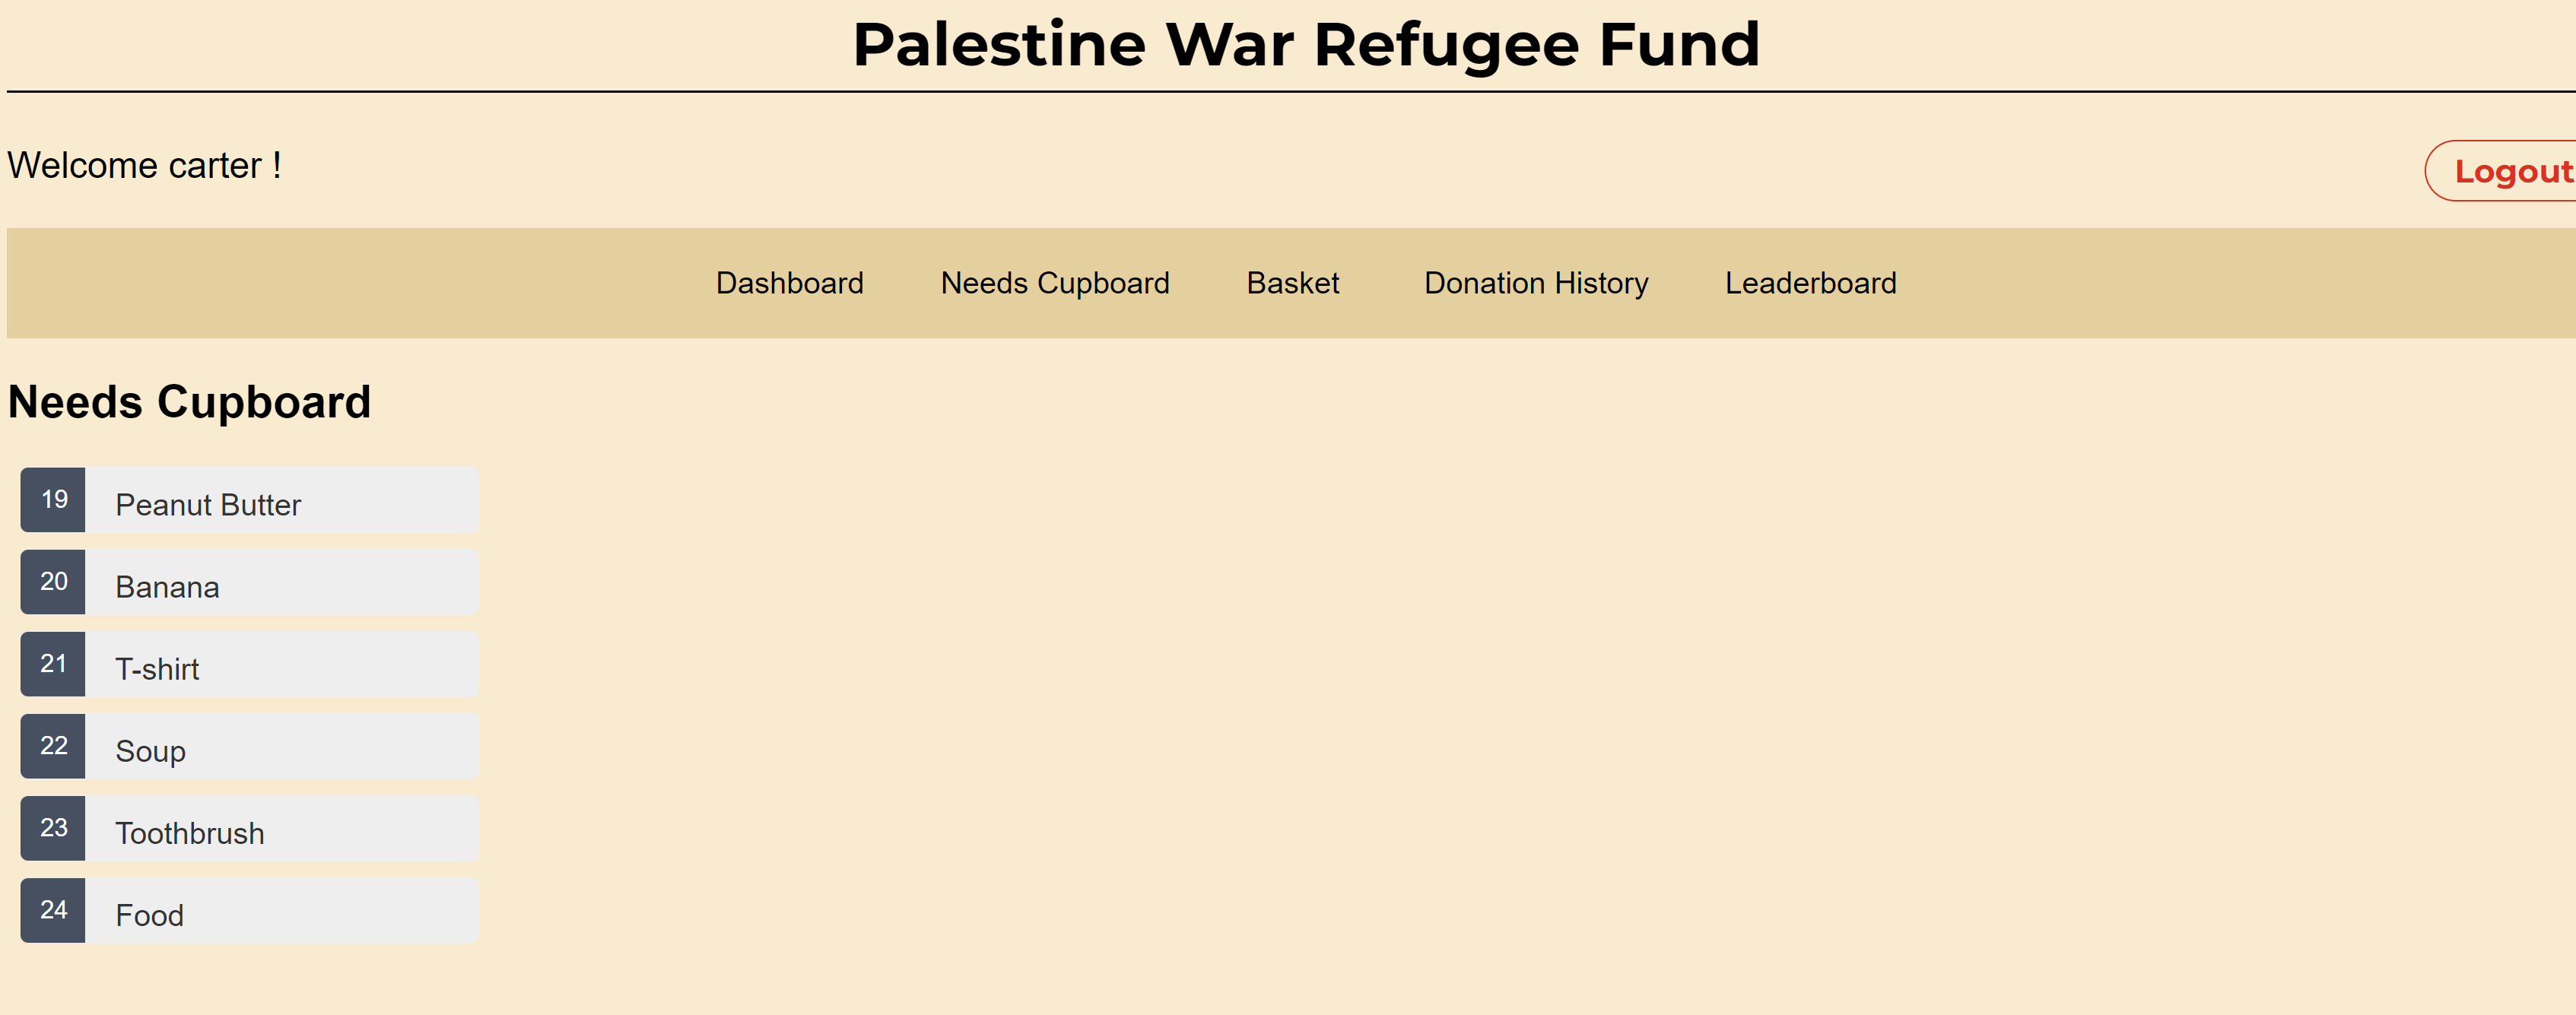 Palestine War Refugee Fund
Welcome carter !
Logout
Dashboard Needs Cupboard Basket Donation History Leaderboard
Needs Cupboard
19 Peanut Butter
20 Banana
21 T-shirt
22 Soup
23 Toothbrush
24 Food